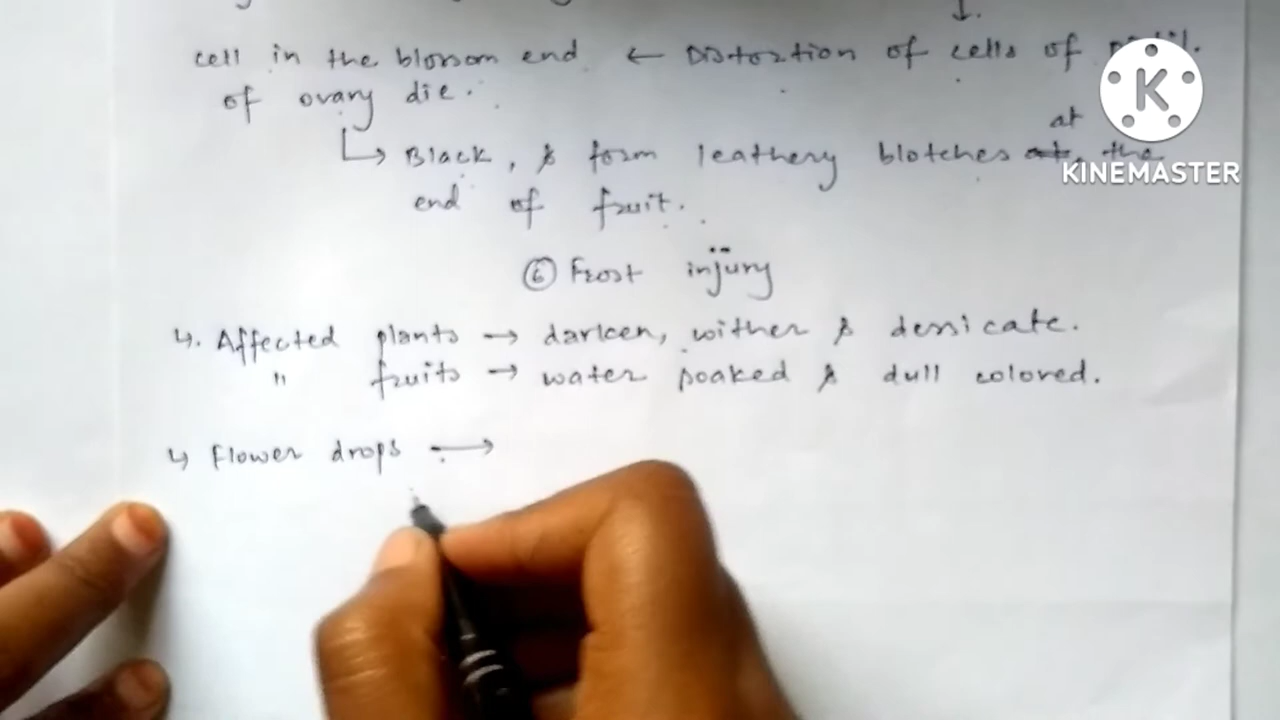 cell in the blossom end ← Distortion of cells of
of ovary die.
↳ Black, & form leathery blotches at the
end of fruit.
⑥ Frost injury
↳. Affected plants → darken, wither & dessicate.
" fruits → water soaked & dull colored.
↳ Flower drops →
K
KINEMASTER